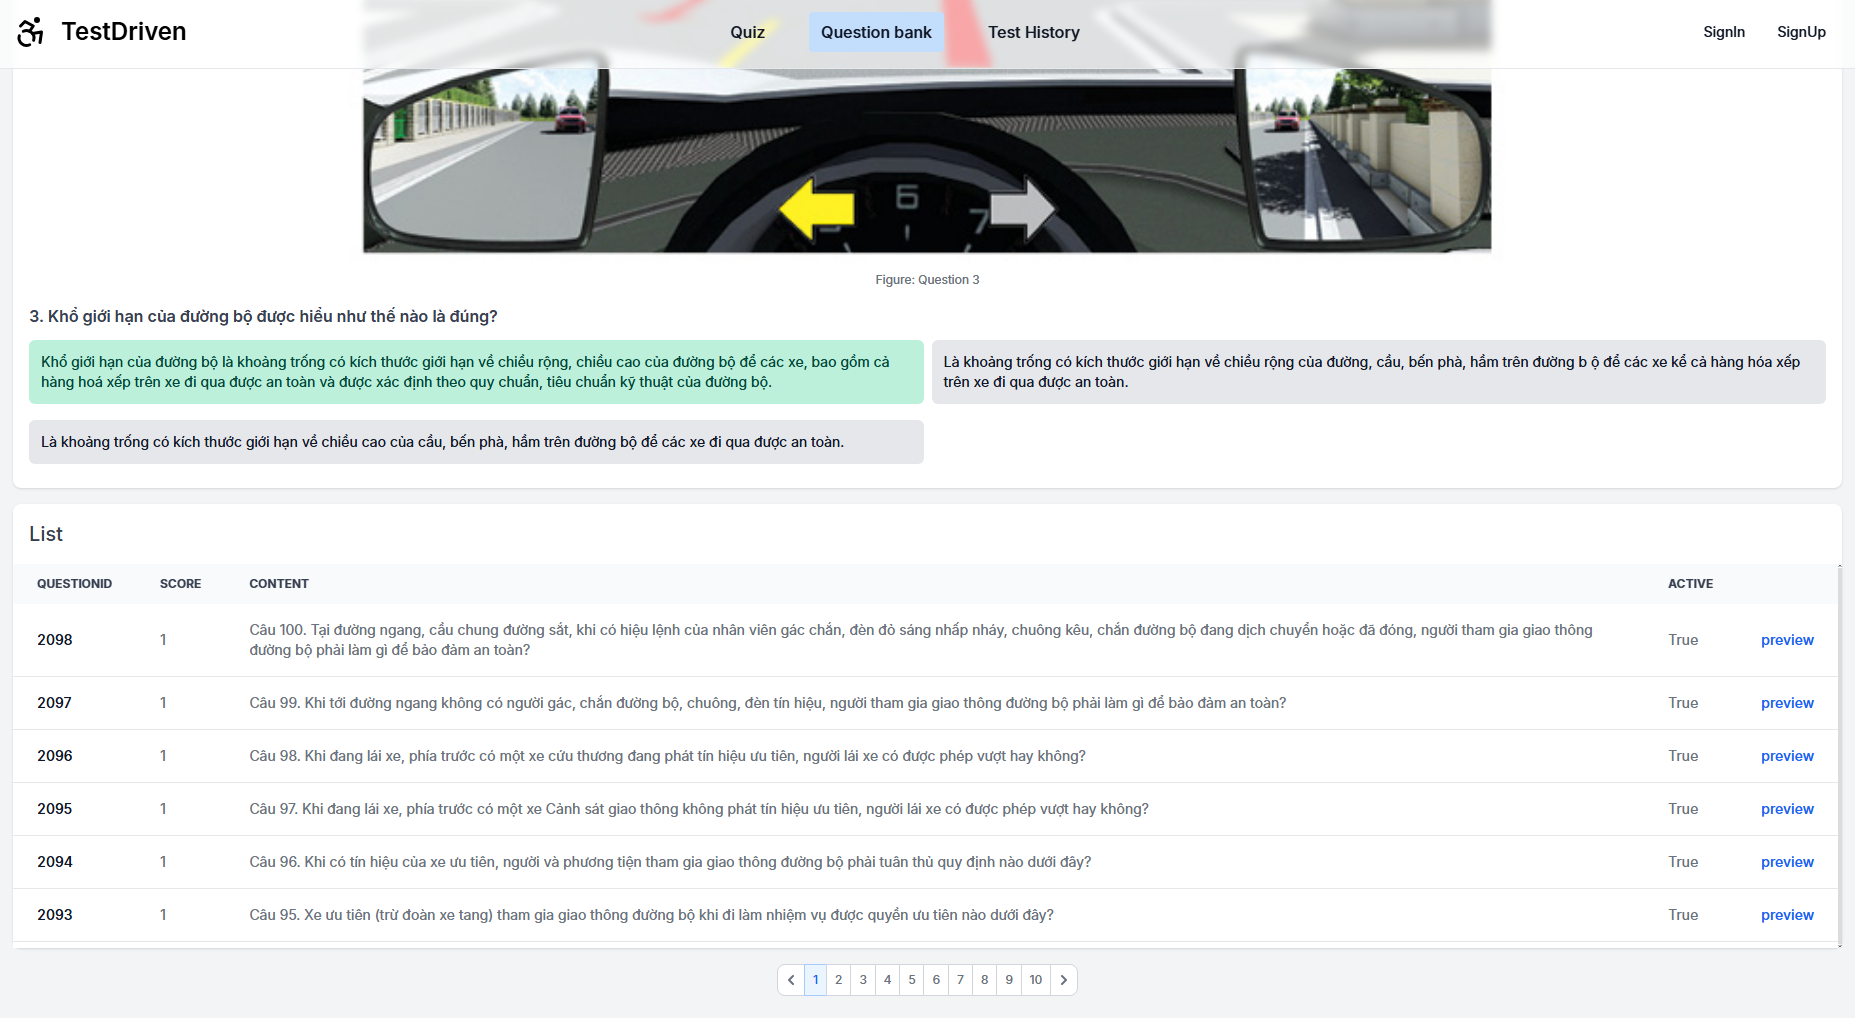 TestDriven
Quiz
Question bank
Test History
SignIn
SignUp
6
7
Figure: Question 3
3. Khổ giới hạn của đường bộ được hiểu như thế nào là đúng?
Khổ giới hạn của đường bộ là khoảng trống có kích thước giới hạn về chiều rộng, chiều cao của đường bộ để các xe, bao gồm cả
hàng hoá xếp trên xe đi qua được an toàn và được xác định theo quy chuẩn, tiêu chuẩn kỹ thuật của đường bộ.
Là khoảng trống có kích thước giới hạn về chiều rộng của đường, cầu, bến phà, hầm trên đường b ộ để các xe kể cả hàng hóa xếp
trên xe đi qua được an toàn.
Là khoảng trống có kích thước giới hạn về chiều cao của cầu, bến phà, hầm trên đường bộ để các xe đi qua được an toàn.
List
QUESTIONID SCORE CONTENT ACTIVE
2098 1 Câu 100. Tại đường ngang, cầu chung đường sắt, khi có hiệu lệnh của nhân viên gác chắn, đèn đỏ sáng nhấp nháy, chuông kêu, chắn đường bộ đang dịch chuyển hoặc đã đóng, người tham gia giao thông
đường bộ phải làm gì để bảo đảm an toàn? True preview
2097 1 Câu 99. Khi tới đường ngang không có người gác, chắn đường bộ, chuông, đèn tín hiệu, người tham gia giao thông đường bộ phải làm gì để bảo đảm an toàn? True preview
2096 1 Câu 98. Khi đang lái xe, phía trước có một xe cứu thương đang phát tín hiệu ưu tiên, người lái xe có được phép vượt hay không? True preview
2095 1 Câu 97. Khi đang lái xe, phía trước có một xe Cảnh sát giao thông không phát tín hiệu ưu tiên, người lái xe có được phép vượt hay không? True preview
2094 1 Câu 96. Khi có tín hiệu của xe ưu tiên, người và phương tiện tham gia giao thông đường bộ phải tuân thủ quy định nào dưới đây? True preview
2093 1 Câu 95. Xe ưu tiên (trừ đoàn xe tang) tham gia giao thông đường bộ khi đi làm nhiệm vụ được quyền ưu tiên nào dưới đây? True preview
1 2 3 4 5 6 7 8 9 10